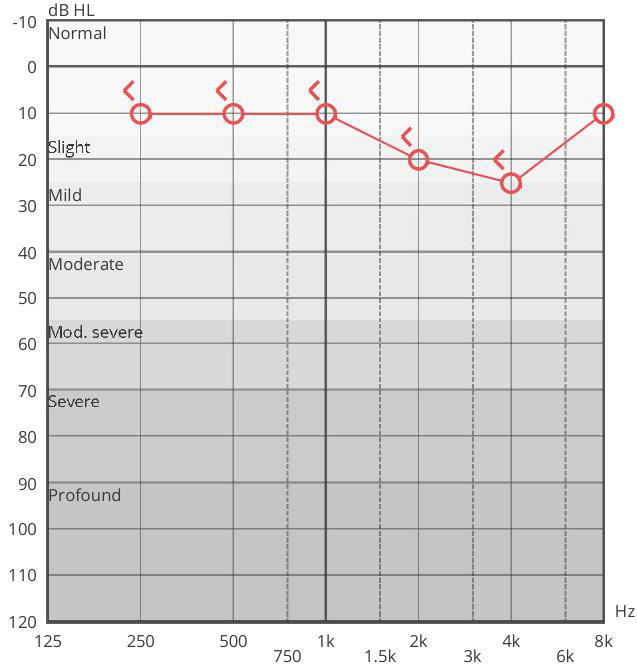 dB HL
-10
Normal
0
10
Slight
20
Mild
30
40
Moderate
50
Mod. severe
60
70
Severe
80
90
Profound
100
110
120
Hz
125 250 500 1k 2k 4k 8k
750 1.5k 3k 6k